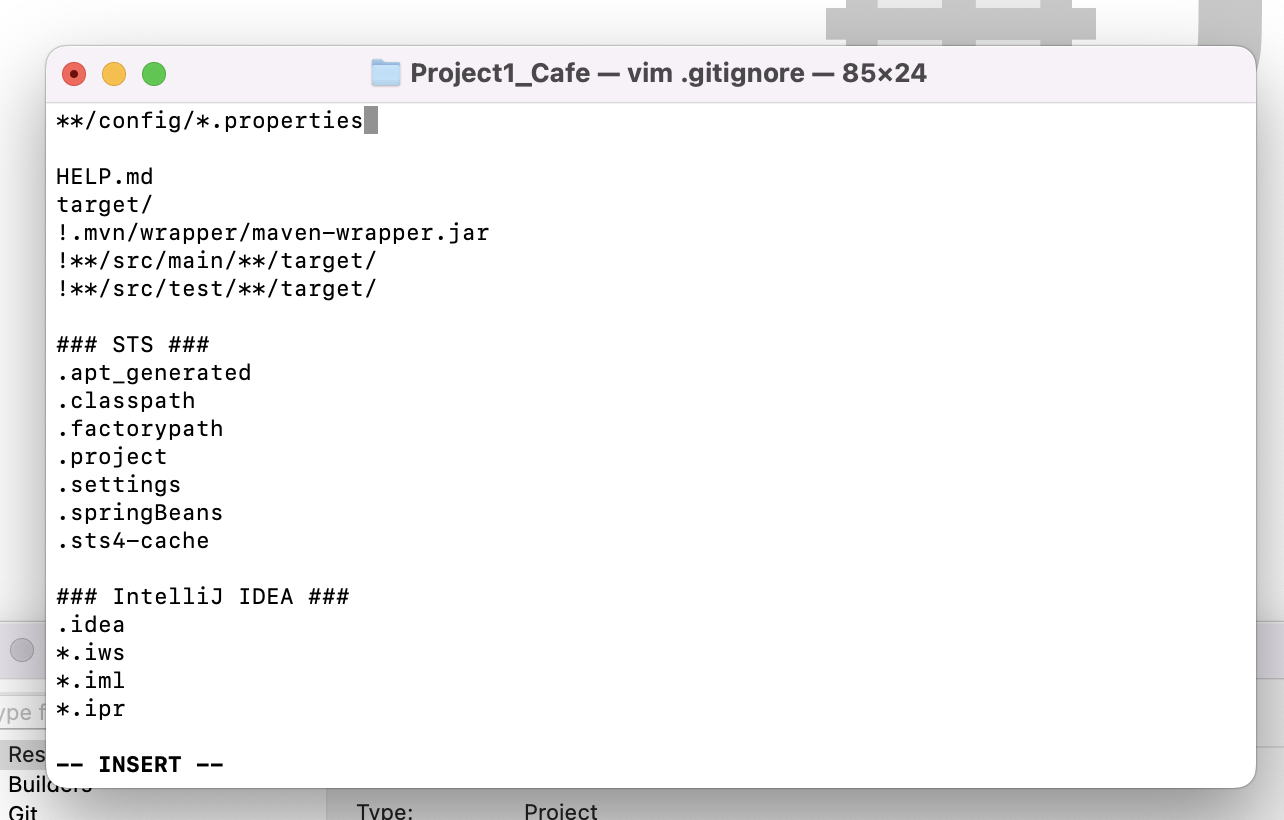 Project1_Cafe — vim .gitignore — 85×24
**/config/*.properties
HELP.md
target/
!.mvn/wrapper/maven-wrapper.jar
!**/src/main/**/target/
!**/src/test/**/target/
### STS ###
.apt_generated
.classpath
.factorypath
.project
.settings
.springBeans
.sts4-cache
### IntelliJ IDEA ###
.idea
*.iws
*.iml
*.ipr
-- INSERT --
ype f
Res
Builders
Git
Type: Project